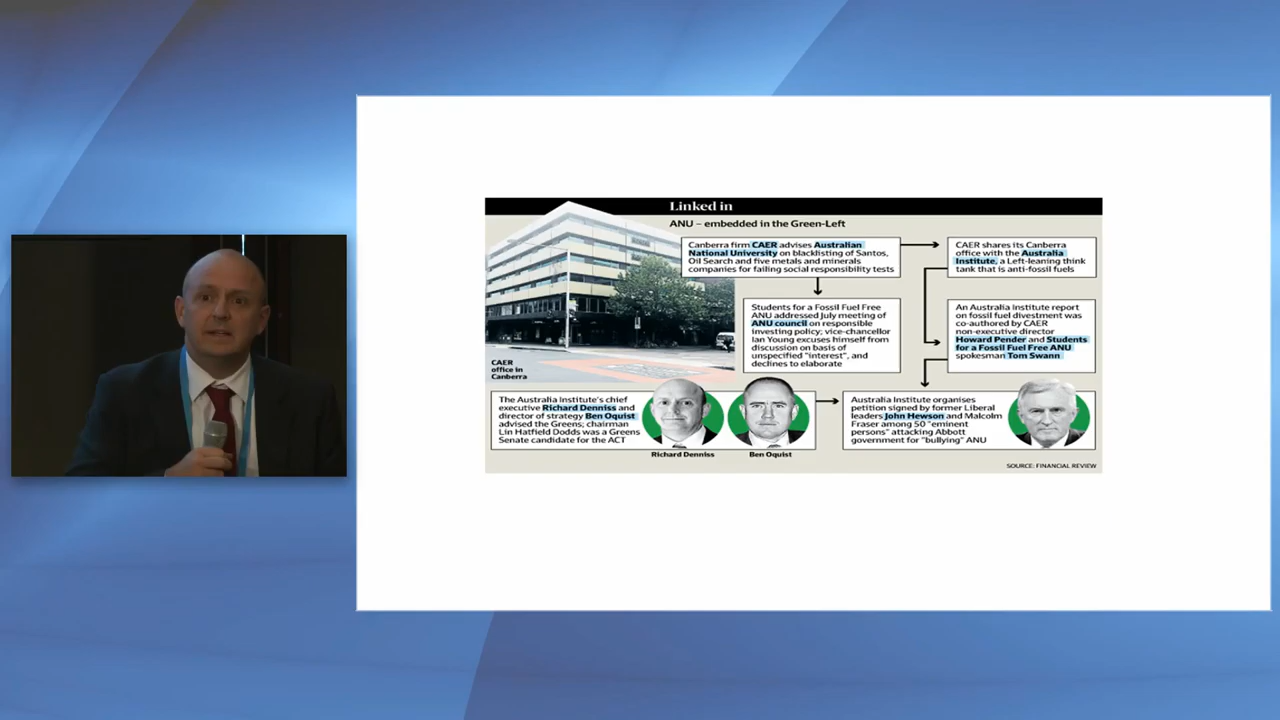 Linked in
ANU – embedded in the Green-Left
Canberra firm CAER advises Australian
National University on blacklisting of Santos,
Oil Search and five metals and minerals
companies for failing social responsibility tests
CAER shares its Canberra
office with the Australia
Institute, a Left-leaning think
tank that is anti-fossil fuels
Students for a Fossil Fuel Free
ANU addressed July meeting of
ANU council on responsible
investing policy; vice-chancellor
Ian Young excuses himself from
discussion on basis of
unspecified "interest", and
declines to elaborate
An Australia Institute report
on fossil fuel divestment was
co-authored by CAER
non-executive director
Howard Pender and Students
for a Fossil Fuel Free ANU
spokesman Tom Swann
CAER
office in
Canberra
The Australia Institute's chief
executive Richard Denniss and
director of strategy Ben Oquist
advised the Greens; chairman
Lin Hatfield Dodds was a Greens
Senate candidate for the ACT
Richard Denniss
Ben Oquist
Australia Institute organises
petition signed by former Liberal
leaders John Hewson and Malcolm
Fraser among 50 "eminent
persons" attacking Abbott
government for "bullying" ANU
SOURCE: FINANCIAL REVIEW